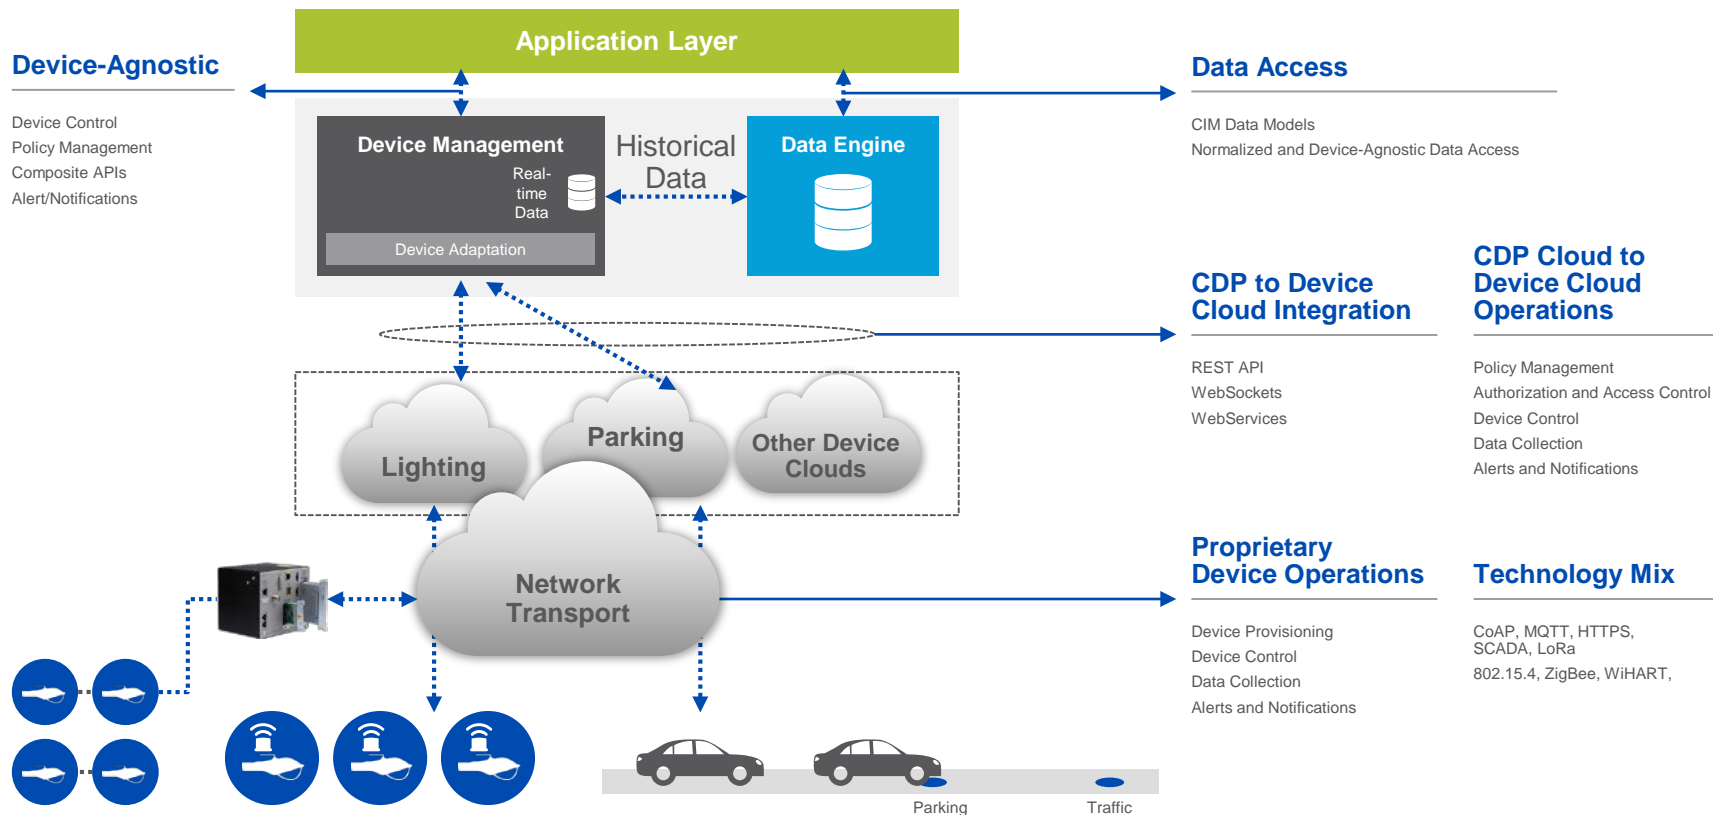 Application Layer
Device-Agnostic
Device Control
Policy Management
Composite APIs
Alert/Notifications
Device Management
Real-
time
Data
Device Adaptation
Historical
Data
Data Engine
Data Access
CIM Data Models
Normalized and Device-Agnostic Data Access
CDP to Device
Cloud Integration
REST API
WebSockets
WebServices
CDP Cloud to
Device Cloud
Operations
Policy Management
Authorization and Access Control
Device Control
Data Collection
Alerts and Notifications
Lighting
Parking
Other Device
Clouds
Network
Transport
Proprietary
Device Operations
Device Provisioning
Device Control
Data Collection
Alerts and Notifications
Technology Mix
CoAP, MQTT, HTTPS,
SCADA, LoRa
802.15.4, ZigBee, WiHART,
Parking
Traffic